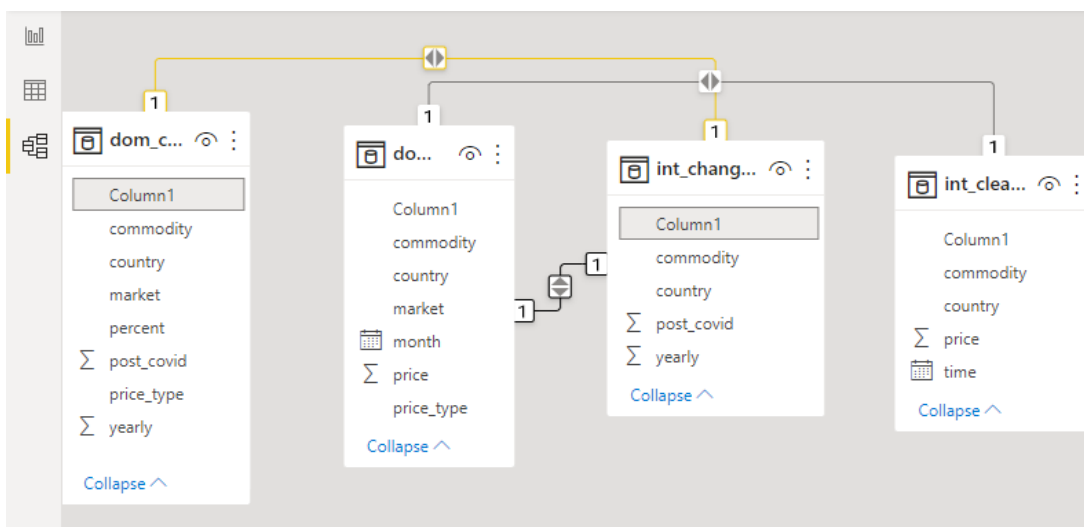 1
1
1
1
1
1
dom_c...
Column1
commodity
country
market
percent
post_covid
price_type
yearly
Collapse
do...
Column1
commodity
country
market
month
price
price_type
Collapse
int_chang...
Column1
commodity
country
post_covid
yearly
Collapse
int_clea...
Column1
commodity
country
price
time
Collapse